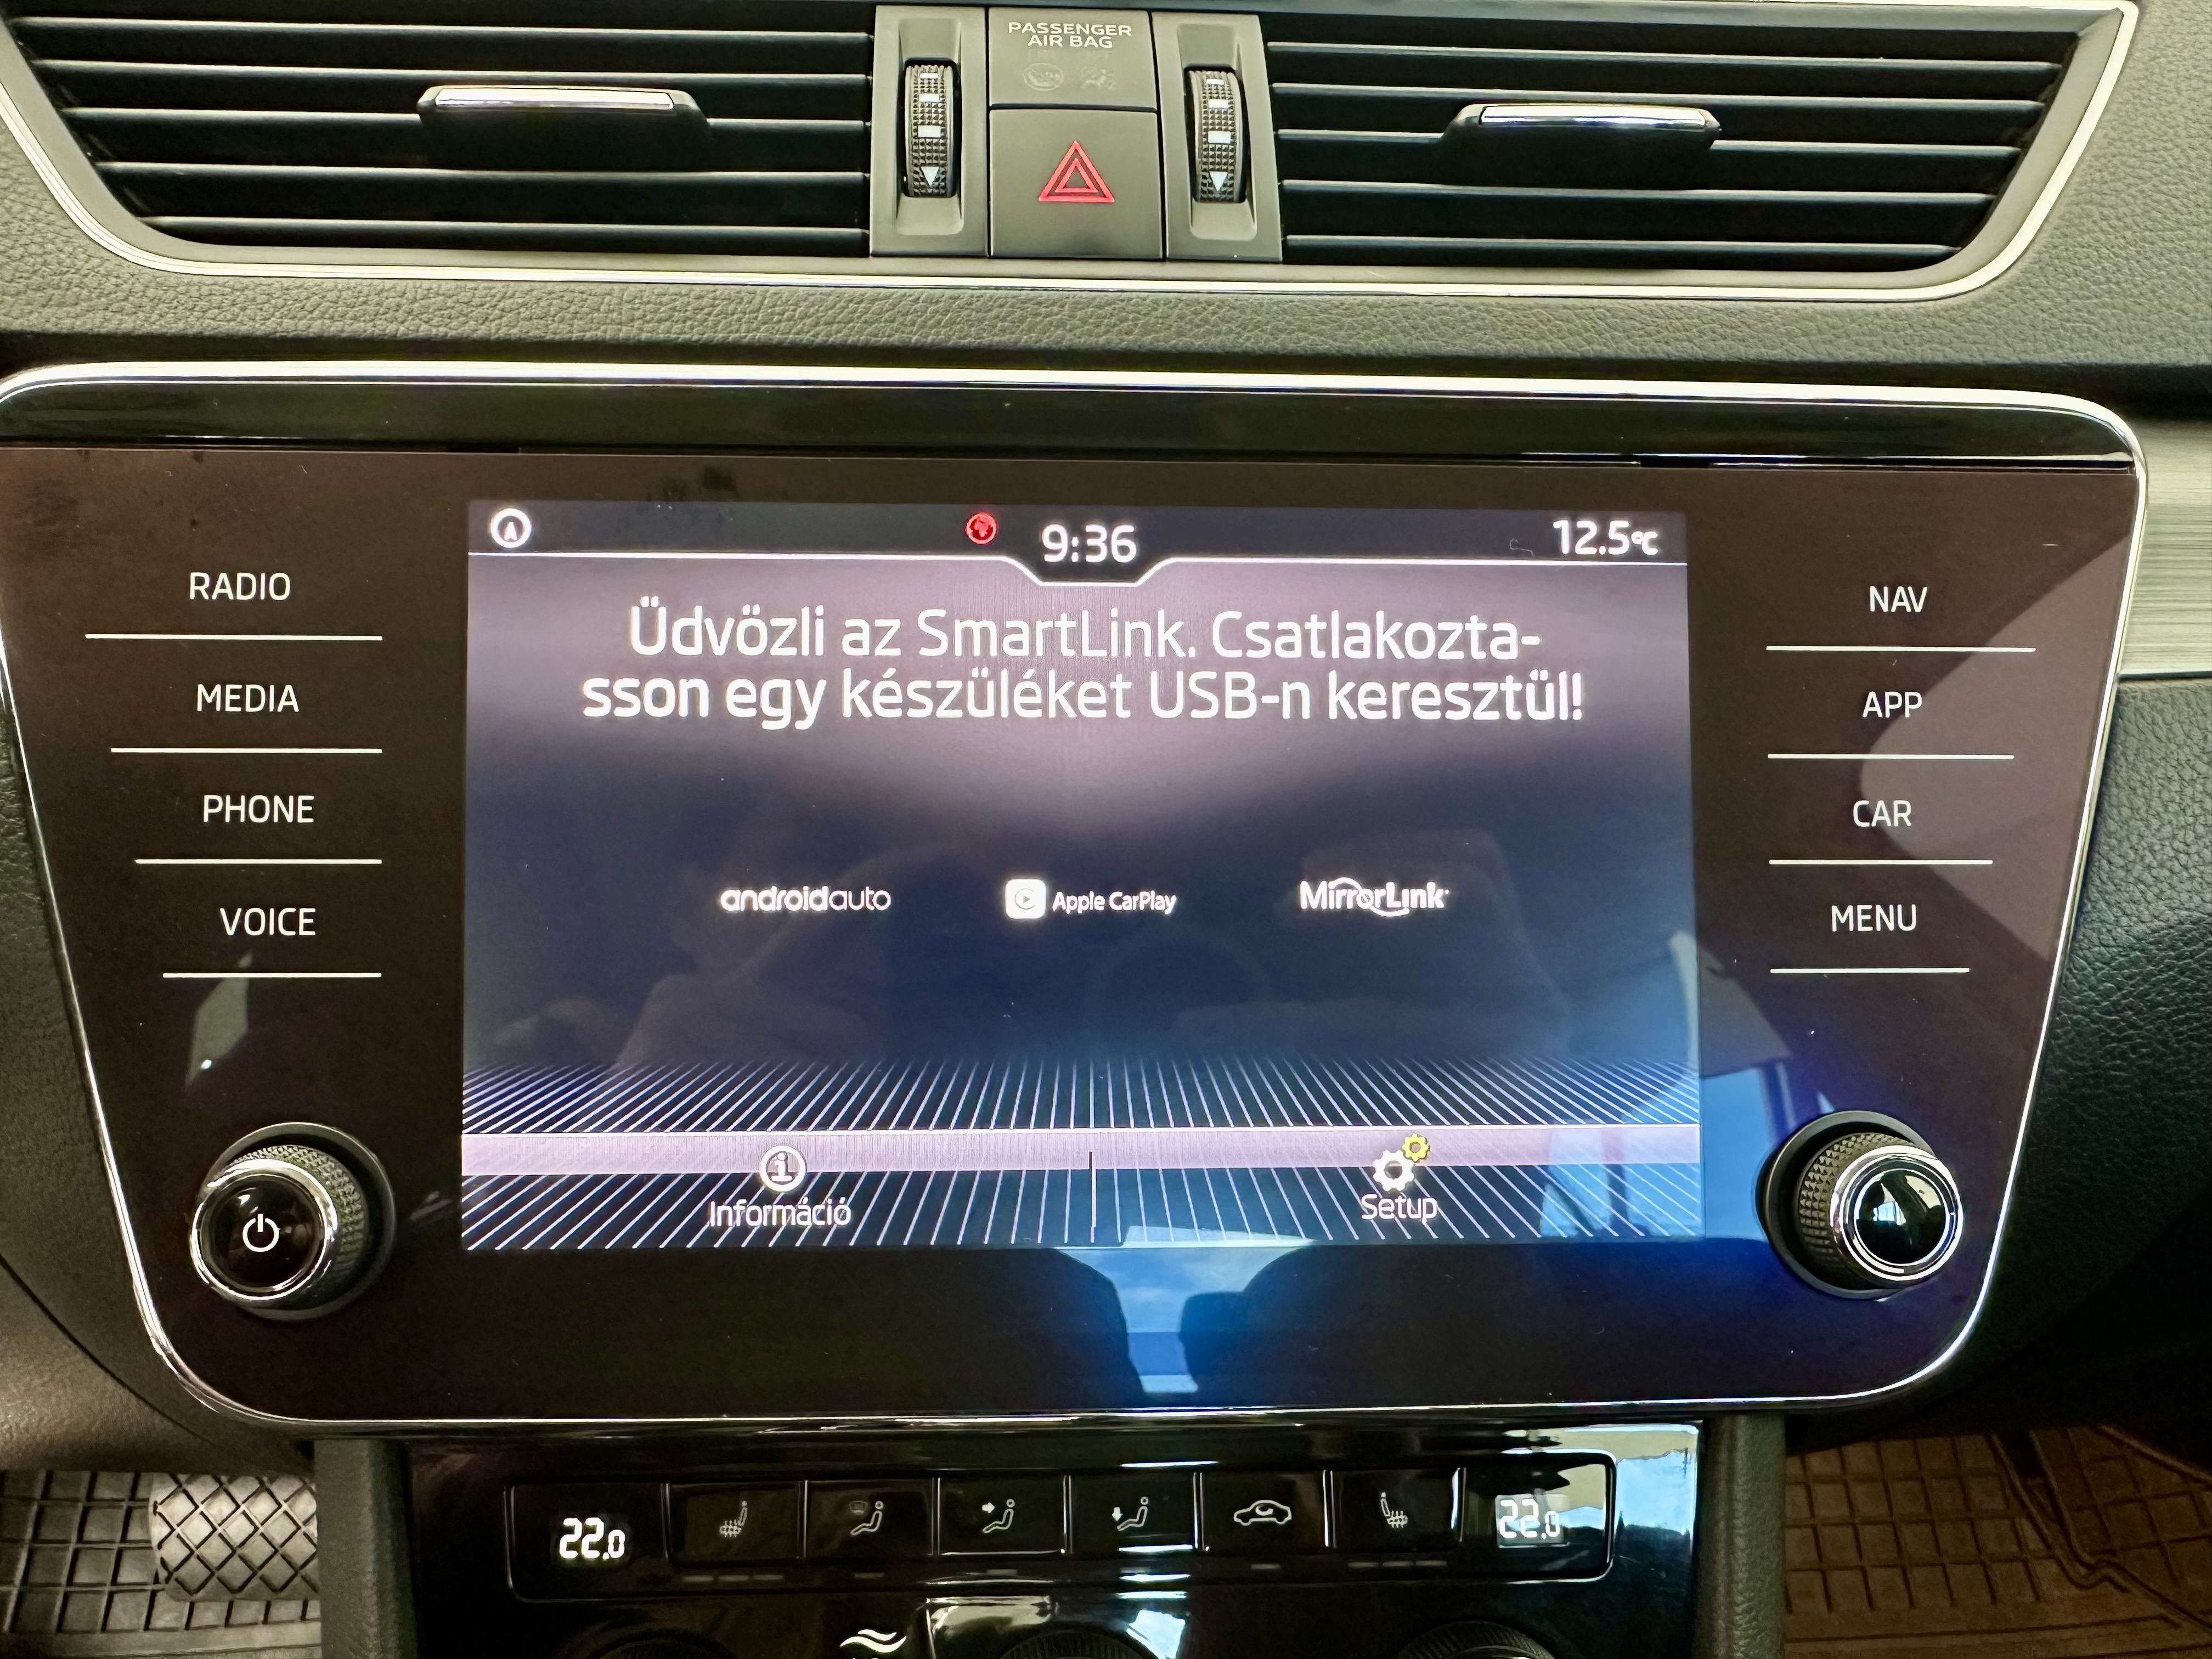 PASSENGER
AIR BAG
9:36
12.5°C
RADIO
MEDIA
PHONE
VOICE
Üdvözli az SmartLink. Csatlakozta-
sson egy készüléket USB-n keresztül!
androidauto
Apple CarPlay
MirrorLink
Információ
Setup
NAV
APP
CAR
MENU
22.0
22.0